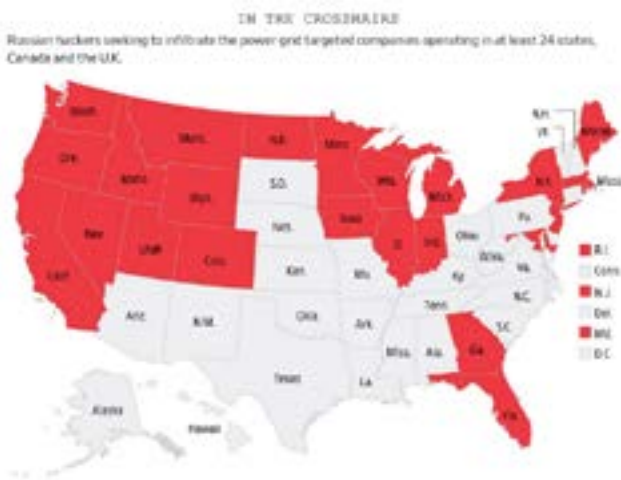 IN THE CROSSHAIRS
Russian hackers seeking to infiltrate the power grid targeted companies operating in at least 24 states,
Canada and the U.K.
Wash.
N.H.
Vt.
Maine
Mont.
N.D.
Minn.
Ore.
Idaho
S.D.
Wis.
Mich.
N.Y.
Mass.
Wyo.
Iowa
Neb.
Pa.
Nev.
Utah
Colo.
Ill.
Ind.
Ohio
R.I.
Calif.
Kan.
Mo.
W.Va.
Va.
Conn.
Ky.
N.J.
Ariz.
N.M.
Okla.
Ark.
Tenn.
N.C.
Del.
S.C.
Md.
Miss.
Ala.
Ga.
D.C.
Texas
La.
Alaska
Hawaii
Fla.